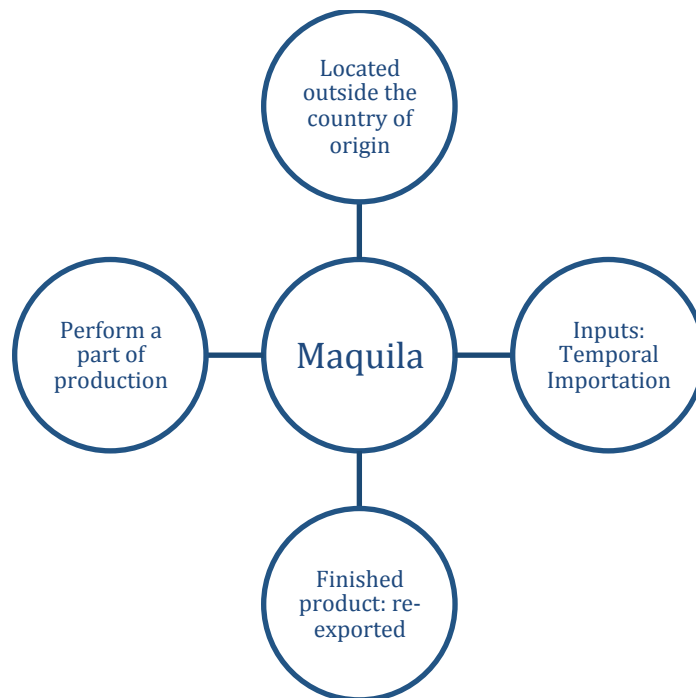 Located
outside the
country of
origin
Perform a
part of
production
Maquila
Inputs:
Temporal
Importation
Finished
product: re-
exported